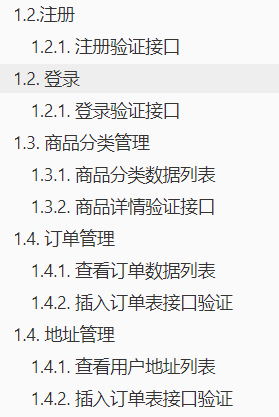 1.2.注册
1.2.1. 注册验证接口
1.2. 登录
1.2.1. 登录验证接口
1.3. 商品分类管理
1.3.1. 商品分类数据列表
1.3.2. 商品详情验证接口
1.4. 订单管理
1.4.1. 查看订单数据列表
1.4.2. 插入订单表接口验证
1.4. 地址管理
1.4.1. 查看用户地址列表
1.4.2. 插入订单表接口验证